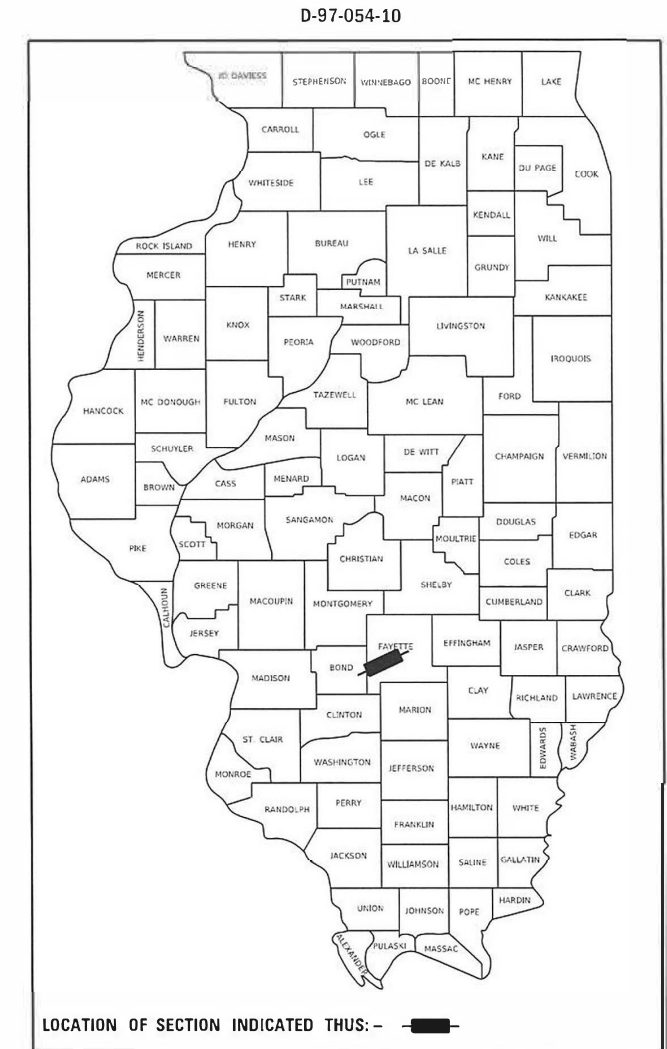 D-97-054-10
JO DAVIESS STEPHENSON WINNEBAGO BOONE MC HENRY LAKE
CARROLL OGLE DE KALB KANE DU PAGE COOK
WHITESIDE LEE
KENDALL
ROCK ISLAND HENRY BUREAU LA SALLE WILL
MERCER PUTNAM GRUNDY
STARK MARSHALL KANKAKEE
HENDERSON WARREN KNOX PEORIA WOODFORD LIVINGSTON IROQUOIS
HANCOCK MC DONOUGH FULTON TAZEWELL MC LEAN FORD
MASON
SCHUYLER LOGAN DE WITT CHAMPAIGN VERMILION
ADAMS BROWN CASS MENARD PIATT
MACON
MORGAN SANGAMON DOUGLAS
PIKE SCOTT MOULTRIE EDGAR
CHRISTIAN COLES
GREENE SHELBY
CALHOUN MACOUPIN MONTGOMERY CUMBERLAND CLARK
JERSEY
FAYETTE EFFINGHAM JASPER CRAWFORD
MADISON BOND
CLAY RICHLAND LAWRENCE
CLINTON MARION
ST. CLAIR WAYNE EDWARDS WABASH
MONROE WASHINGTON JEFFERSON
RANDOLPH PERRY HAMILTON WHITE
FRANKLIN
JACKSON WILLIAMSON SALINE GALLATIN
UNION JOHNSON POPE HARDIN
ALEXANDER PULASKI MASSAC
LOCATION OF SECTION INDICATED THUS: -